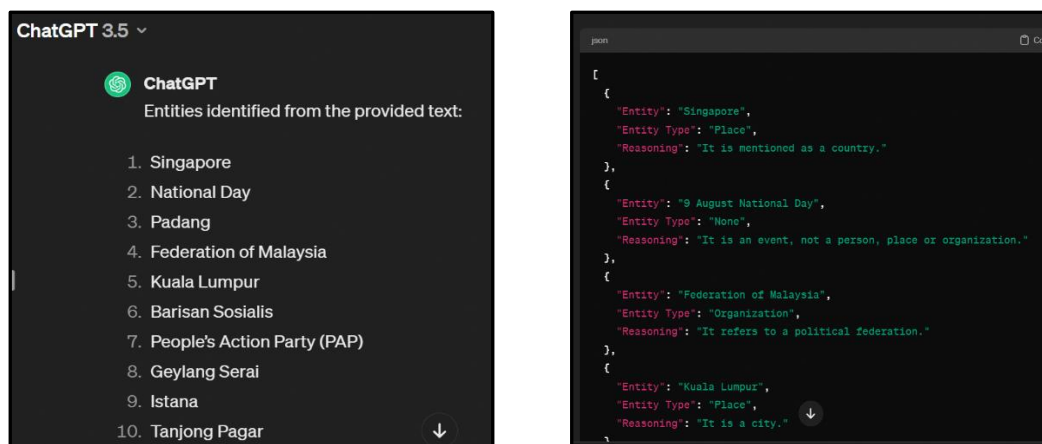 ChatGPT 3.5
ChatGPT
Entities identified from the provided text:
1. Singapore
2. National Day
3. Padang
4. Federation of Malaysia
5. Kuala Lumpur
6. Barisan Sosialis
7. People's Action Party (PAP)
8. Geylang Serai
9. Istana
10. Tanjong Pagar
json
Co
[
{
"Entity": "Singapore",
"Entity Type": "Place",
"Reasoning": "It is mentioned as a country."
},
{
"Entity": "9 August National Day",
"Entity Type": "None",
"Reasoning": "It is an event, not a person, place or organization."
},
{
"Entity": "Federation of Malaysia",
"Entity Type": "Organization",
"Reasoning": "It refers to a political federation."
},
{
"Entity": "Kuala Lumpur",
"Entity Type": "Place",
"Reasoning": "It is a city."
}